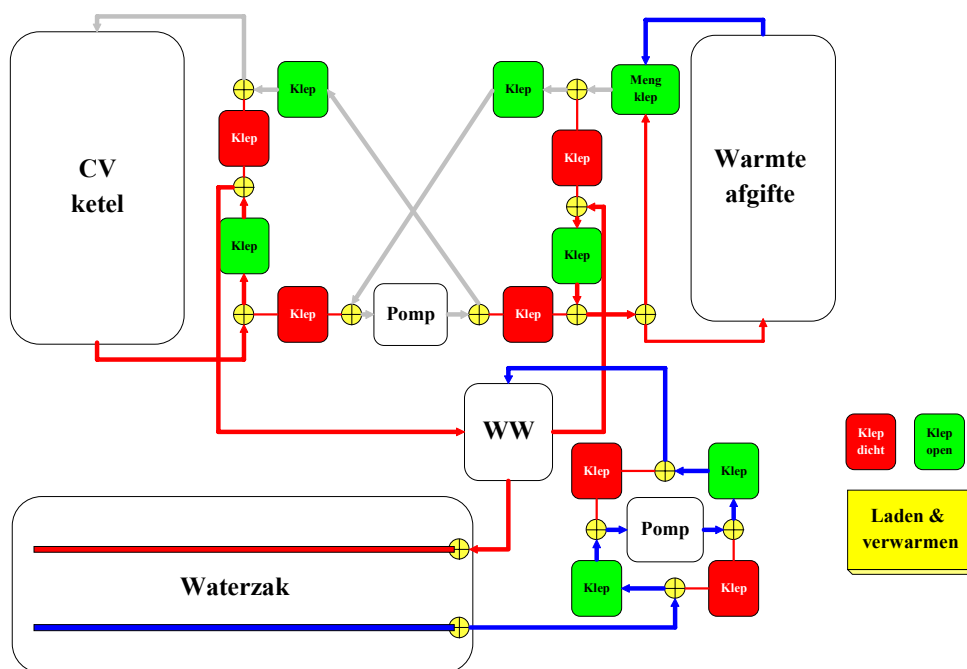 CV
ketel
Klep
Klep
Meng
klep
Warmte
afgifte
Klep
Klep
Klep
Klep
Klep
Pomp
Klep
WW
Klep
dicht
Klep
open
Klep
Klep
Pomp
Laden &
verwarmen
Waterzak
Klep
Klep